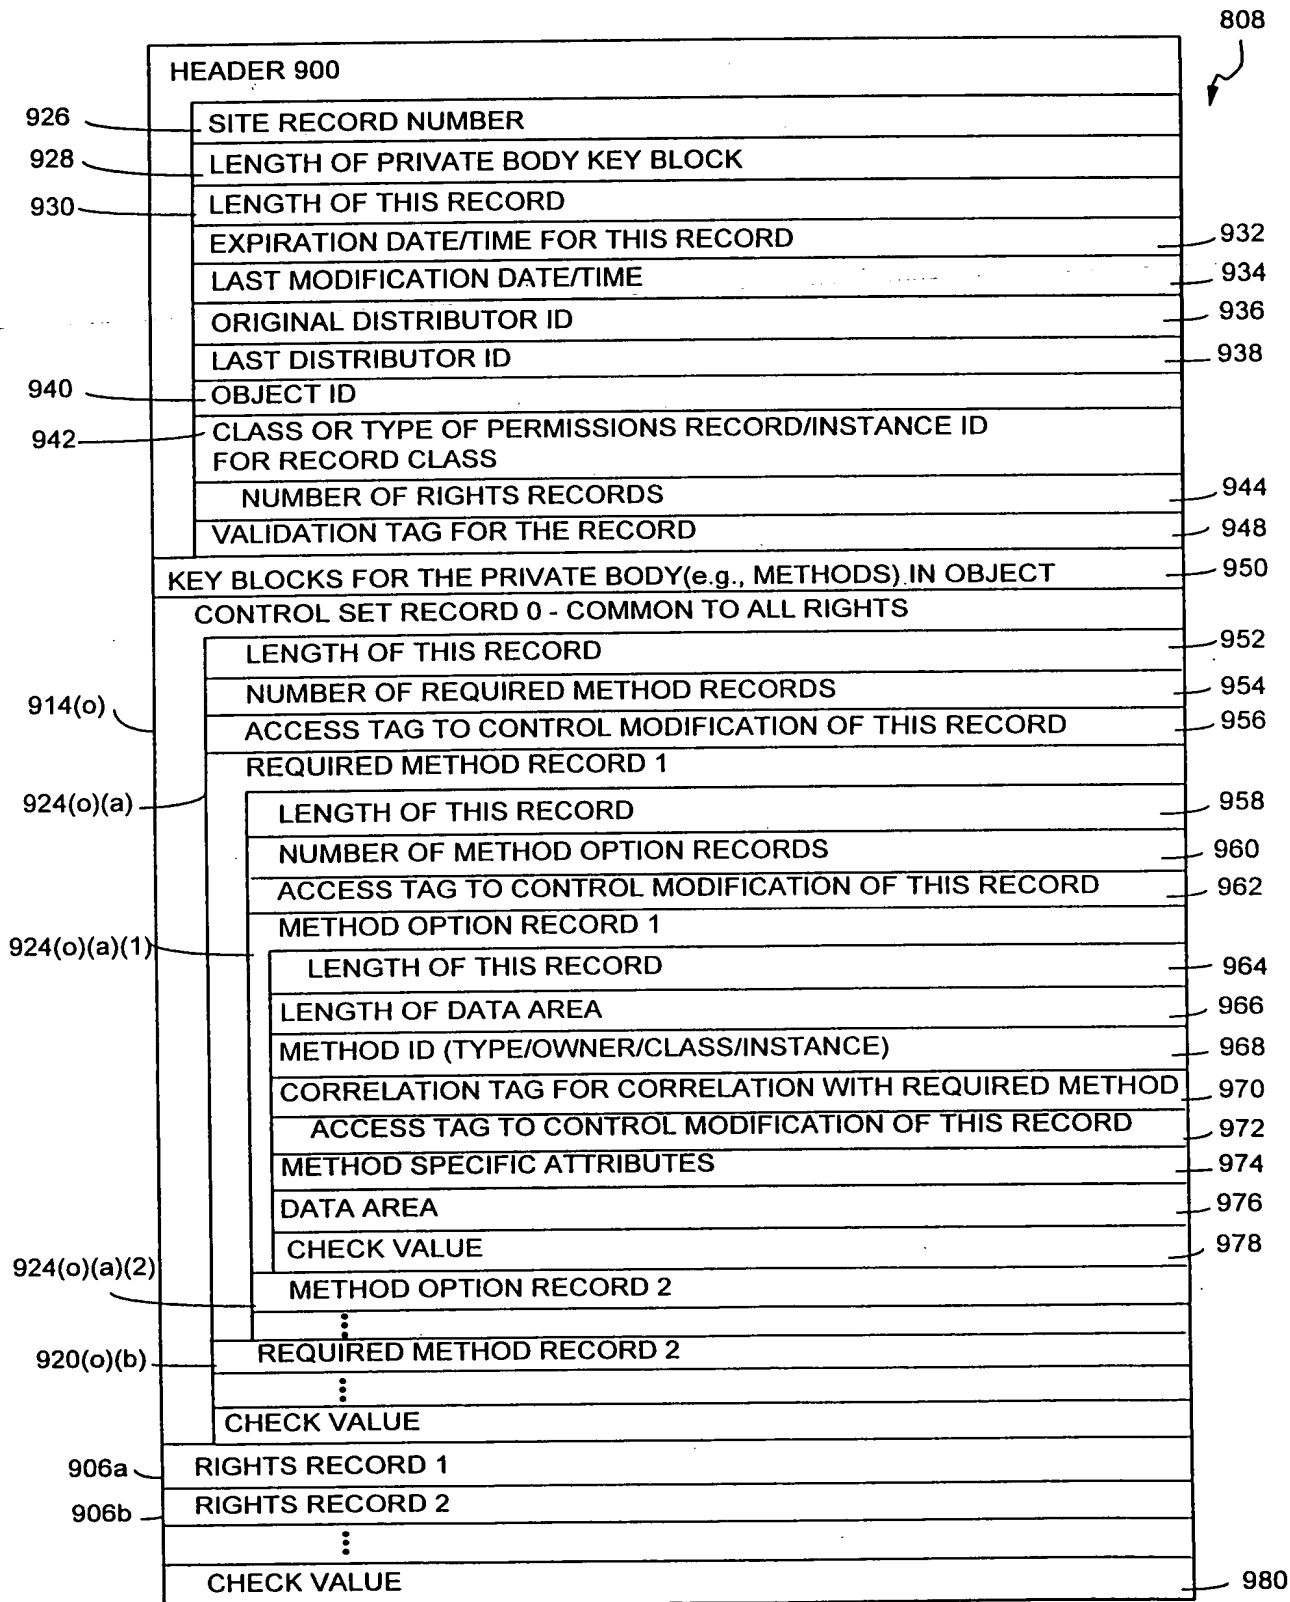 808
HEADER 900
926 SITE RECORD NUMBER
928 LENGTH OF PRIVATE BODY KEY BLOCK
930 LENGTH OF THIS RECORD
EXPIRATION DATE/TIME FOR THIS RECORD 932
LAST MODIFICATION DATE/TIME 934
ORIGINAL DISTRIBUTOR ID 936
LAST DISTRIBUTOR ID 938
940 OBJECT ID
942 CLASS OR TYPE OF PERMISSIONS RECORD/INSTANCE ID
FOR RECORD CLASS
NUMBER OF RIGHTS RECORDS 944
VALIDATION TAG FOR THE RECORD 948
KEY BLOCKS FOR THE PRIVATE BODY(e.g., METHODS) IN OBJECT 950
CONTROL SET RECORD 0 - COMMON TO ALL RIGHTS
LENGTH OF THIS RECORD 952
NUMBER OF REQUIRED METHOD RECORDS 954
914(o) ACCESS TAG TO CONTROL MODIFICATION OF THIS RECORD 956
REQUIRED METHOD RECORD 1
924(o)(a) LENGTH OF THIS RECORD 958
NUMBER OF METHOD OPTION RECORDS 960
ACCESS TAG TO CONTROL MODIFICATION OF THIS RECORD 962
METHOD OPTION RECORD 1
924(o)(a)(1) LENGTH OF THIS RECORD 964
LENGTH OF DATA AREA 966
METHOD ID (TYPE/OWNER/CLASS/INSTANCE) 968
CORRELATION TAG FOR CORRELATION WITH REQUIRED METHOD 970
ACCESS TAG TO CONTROL MODIFICATION OF THIS RECORD 972
METHOD SPECIFIC ATTRIBUTES 974
DATA AREA 976
CHECK VALUE 978
924(o)(a)(2) METHOD OPTION RECORD 2
920(o)(b) REQUIRED METHOD RECORD 2
CHECK VALUE
906a RIGHTS RECORD 1
906b RIGHTS RECORD 2
CHECK VALUE 980